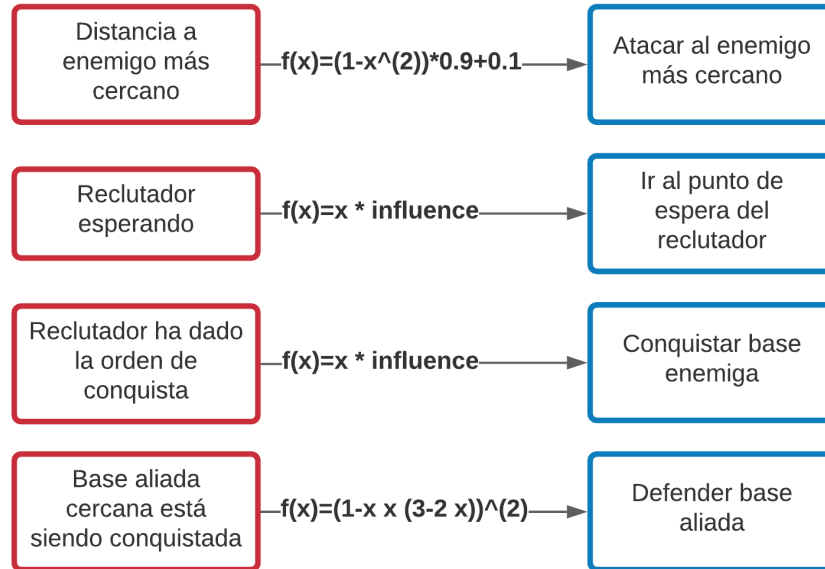 Distancia a
enemigo más
cercano
f(x)=(1-x^(2))*0.9+0.1
Atacar al enemigo
más cercano
Reclutador
esperando
f(x)=x * influence
Ir al punto de
espera del
reclutador
Reclutador ha dado
la orden de
conquista
f(x)=x * influence
Conquistar base
enemiga
Base aliada
cercana está
siendo conquistada
f(x)=(1-x x (3-2 x))^(2)
Defender base
aliada